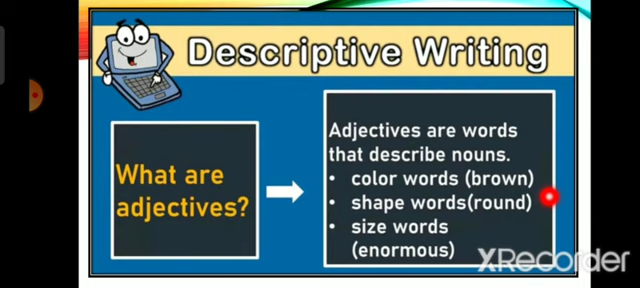 Descriptive Writing
What are
adjectives?
Adjectives are words
that describe nouns.
• color words (brown)
• shape words(round)
• size words
(enormous)
XRecorder